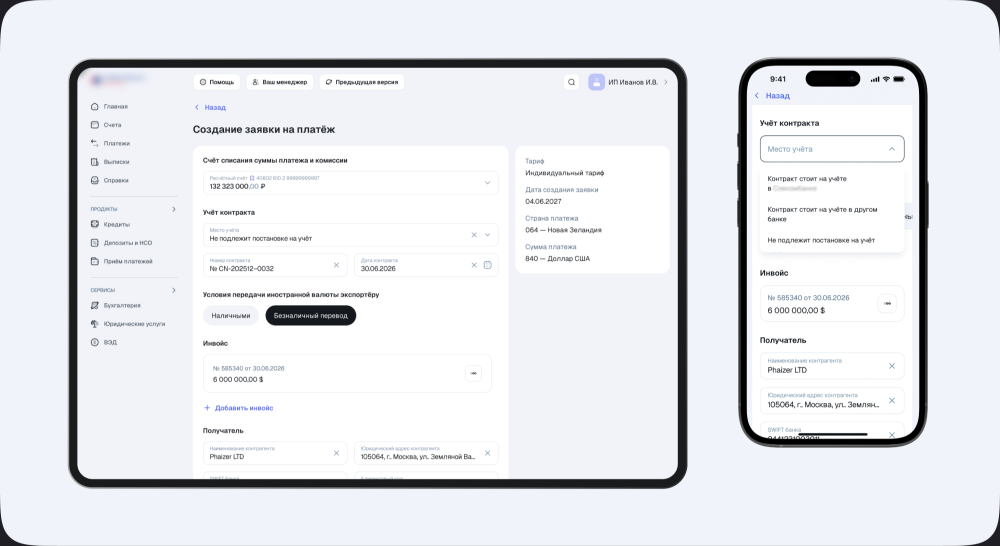 Помощь
Ваш менеджер
Предыдущая версия
ИП Иванов И.В.
Главная
Счета
Платежи
Выписки
Справки
ПРОДУКТЫ
Кредиты
Депозиты и НСО
Приём платежей
СЕРВИСЫ
Бухгалтерия
Юридические услуги
ВЭД
Назад
Создание заявки на платёж
Счёт списания суммы платежа и комиссии
Расчётный счёт
132 323 000,00 ₽
Учёт контракта
Место учёта
Не подлежит постановке на учёт
Номер контракта
№ CN-202512-0032
Дата контракта
30.06.2026
Условия передачи иностранной валюты экспортёру
Наличными
Безналичный перевод
Инвойс
№ 585340 от 30.06.2026
6 000 000,00 $
Добавить инвойс
Получатель
Наименование контрагента
Phaizer LTD
Юридический адрес контрагента
105064, г. Москва, ул. Земляной Ва...
Тариф
Индивидуальный тариф
Дата создания заявки
04.06.2027
Страна платежа
064 — Новая Зеландия
Сумма платежа
840 — Доллар США
9:41
Назад
Учёт контракта
Место учёта
Контракт стоит на учёте
в
Контракт стоит на учёте в другом
банке
Не подлежит постановке на учёт
Инвойс
№ 585340 от 30.06.2026
6 000 000,00 $
Получатель
Наименование контрагента
Phaizer LTD
Юридический адрес контрагента
105064, г. Москва, ул. Землян...
SWIFT банка